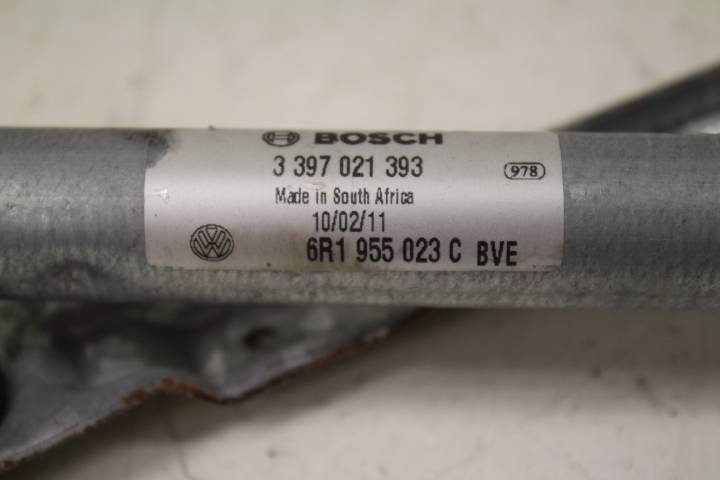 BOSCH
3 397 021 393 978
Made in South Africa
10/02/11
6R1 955 023 C BVE